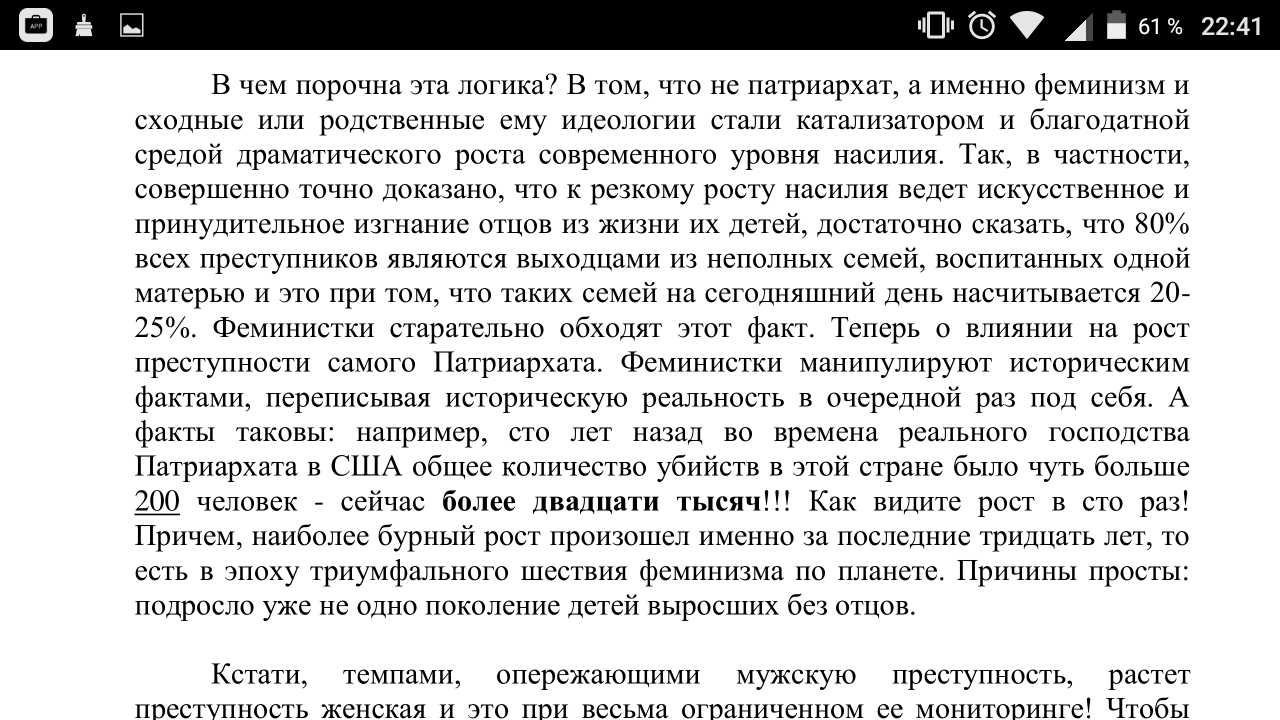 APP
61 % 22:41
В чем порочна эта логика? В том, что не патриархат, а именно феминизм и
сходные или родственные ему идеологии стали катализатором и благодатной
средой драматического роста современного уровня насилия. Так, в частности,
совершенно точно доказано, что к резкому росту насилия ведет искусственное и
принудительное изгнание отцов из жизни их детей, достаточно сказать, что 80%
всех преступников являются выходцами из неполных семей, воспитанных одной
матерью и это при том, что таких семей на сегодняшний день насчитывается 20-
25%. Феминистки старательно обходят этот факт. Теперь о влиянии на рост
преступности самого Патриархата. Феминистки манипулируют историческим
фактами, переписывая историческую реальность в очередной раз под себя. А
факты таковы: например, сто лет назад во времена реального господства
Патриархата в США общее количество убийств в этой стране было чуть больше
200 человек - сейчас более двадцати тысяч!!! Как видите рост в сто раз!
Причем, наиболее бурный рост произошел именно за последние тридцать лет, то
есть в эпоху триумфального шествия феминизма по планете. Причины просты:
подросло уже не одно поколение детей выросших без отцов.
Кстати, темпами, опережающими мужскую преступность, растет
преступность женская и это при весьма ограниченном ее мониторинге! Чтобы